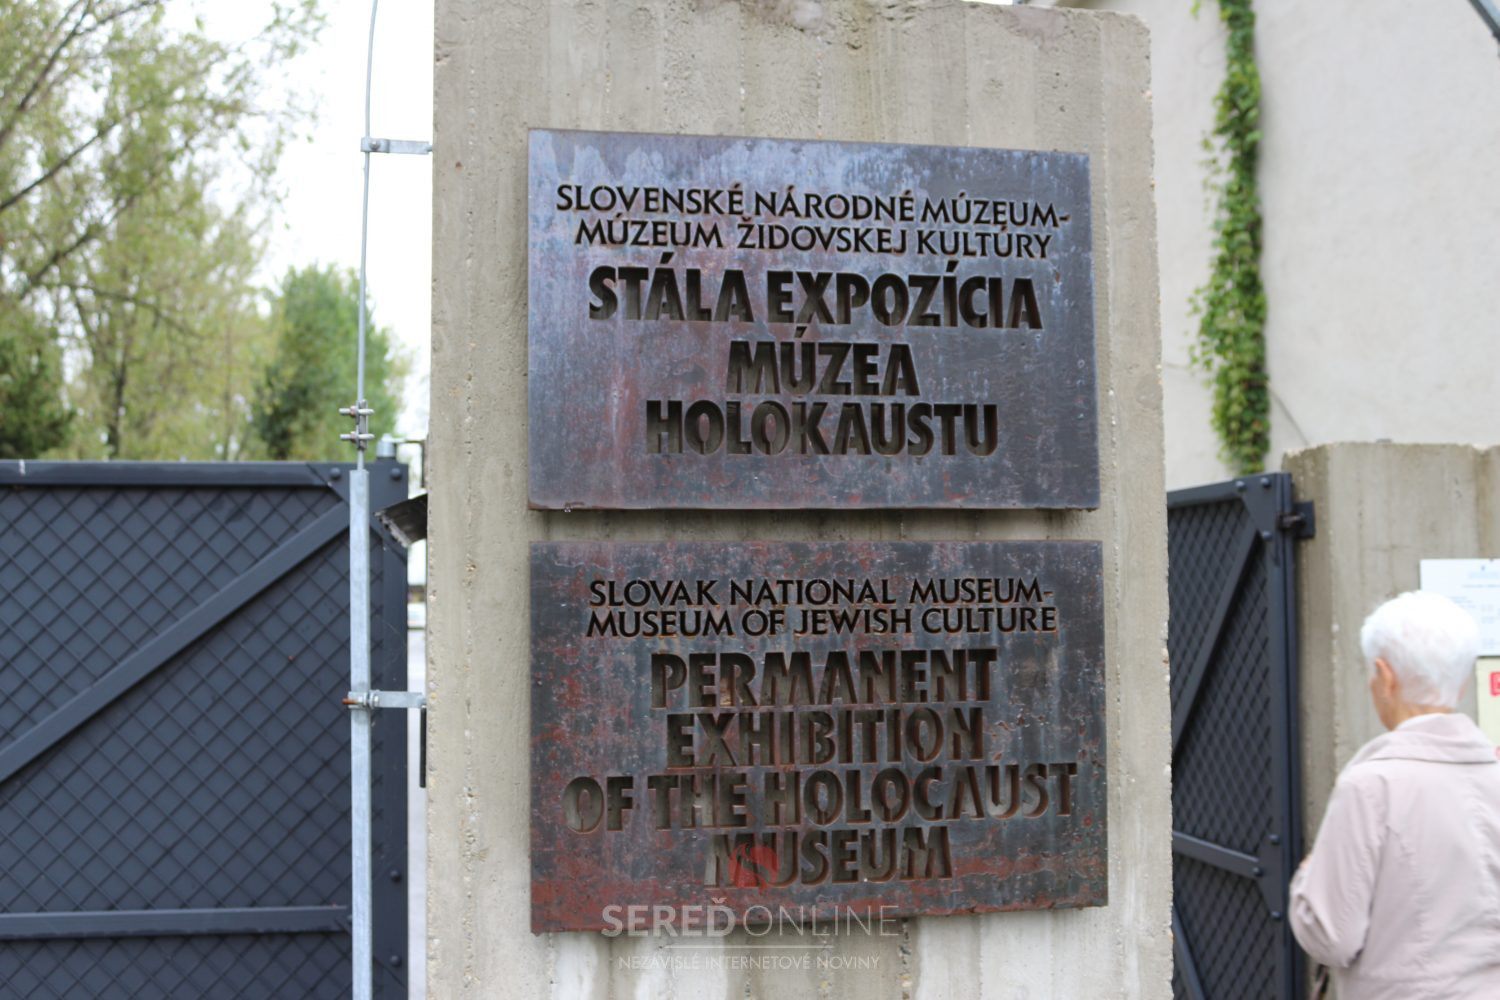 SLOVENSKÉ NÁRODNÉ MÚZEUM-
MÚZEUM ŽIDOVSKEJ KULTÚRY
STÁLA EXPOZÍCIA
MÚZEA
HOLOKAUSTU
SLOVAK NATIONAL MUSEUM-
MUSEUM OF JEWISH CULTURE
PERMANENT
EXHIBITION
OF THE HOLOCAUST
MUSEUM
SEREĎONLINE
NEZÁVISLÉ INTERNETOVÉ NOVINY